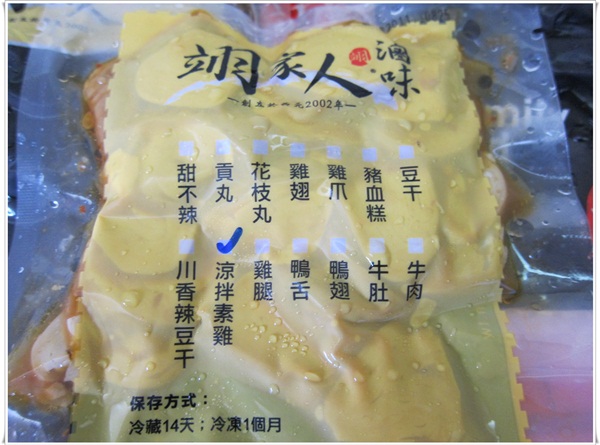 翊家人
滷味
翊
創立於西元2002年
豆干
豬血糕
雞爪
雞翅
花枝丸
貢丸
甜不辣
牛肉
牛肚
鴨翅
鴨舌
雞腿
涼拌素雞
川香辣豆干
保存方式：
冷藏14天；冷凍1個月